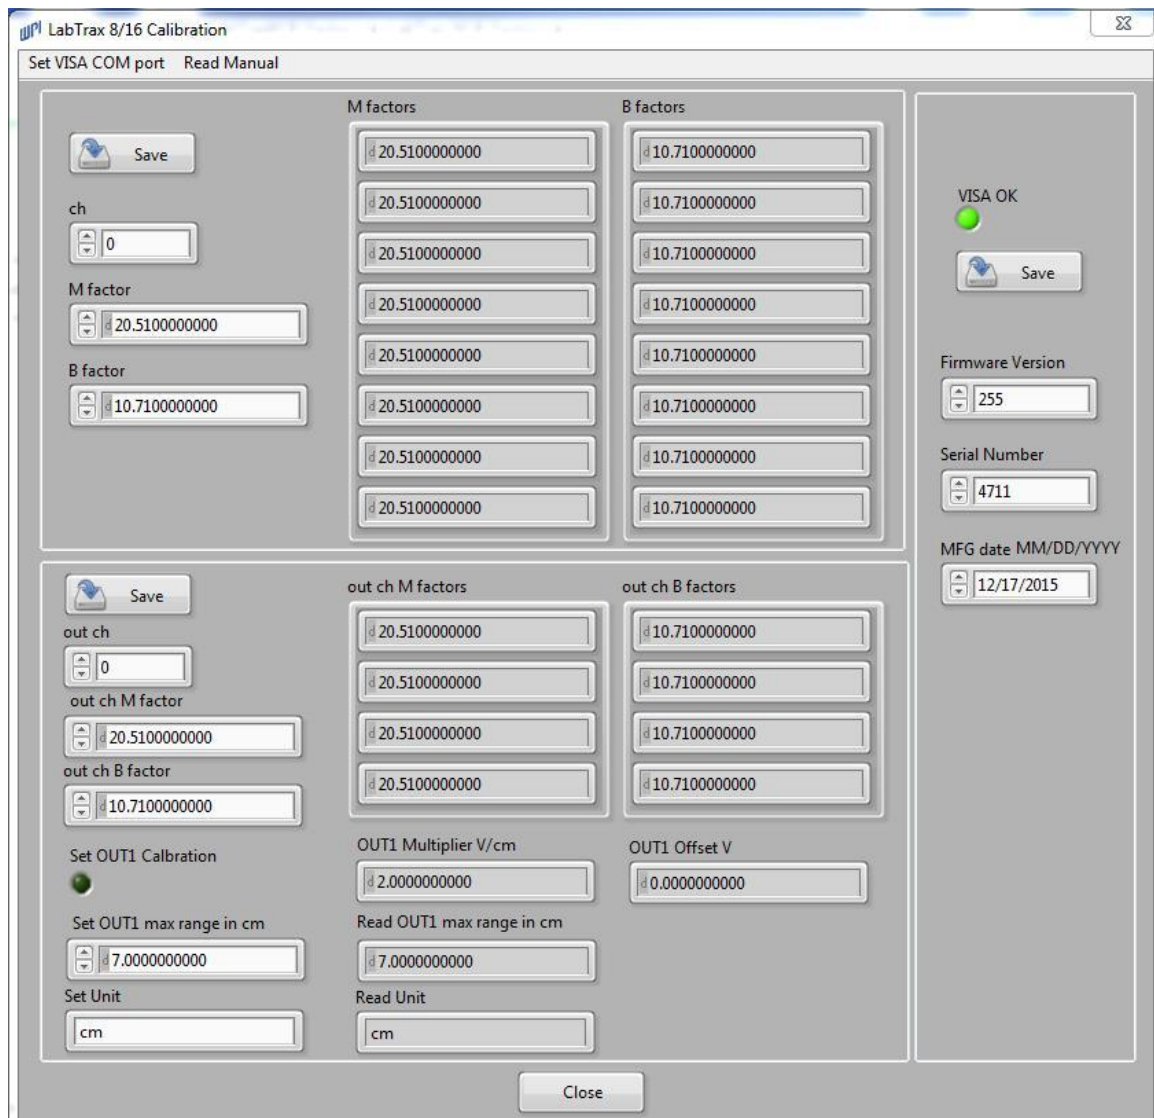 WPI LabTrax 8/16 Calibration
Set VISA COM port Read Manual
Save
ch
0
M factor
d 20.5100000000
B factor
d 10.7100000000
M factors
d 20.5100000000
d 20.5100000000
d 20.5100000000
d 20.5100000000
d 20.5100000000
d 20.5100000000
d 20.5100000000
d 20.5100000000
B factors
d 10.7100000000
d 10.7100000000
d 10.7100000000
d 10.7100000000
d 10.7100000000
d 10.7100000000
d 10.7100000000
d 10.7100000000
VISA OK
Save
Firmware Version
255
Serial Number
4711
MFG date MM/DD/YYYY
12/17/2015
Save
out ch
0
out ch M factor
d 20.5100000000
out ch B factor
d 10.7100000000
out ch M factors
d 20.5100000000
d 20.5100000000
d 20.5100000000
d 20.5100000000
out ch B factors
d 10.7100000000
d 10.7100000000
d 10.7100000000
d 10.7100000000
Set OUT1 Calbration
OUT1 Multiplier V/cm
d 2.0000000000
OUT1 Offset V
d 0.0000000000
Set OUT1 max range in cm
d 7.0000000000
Read OUT1 max range in cm
d 7.0000000000
Set Unit
cm
Read Unit
cm
Close